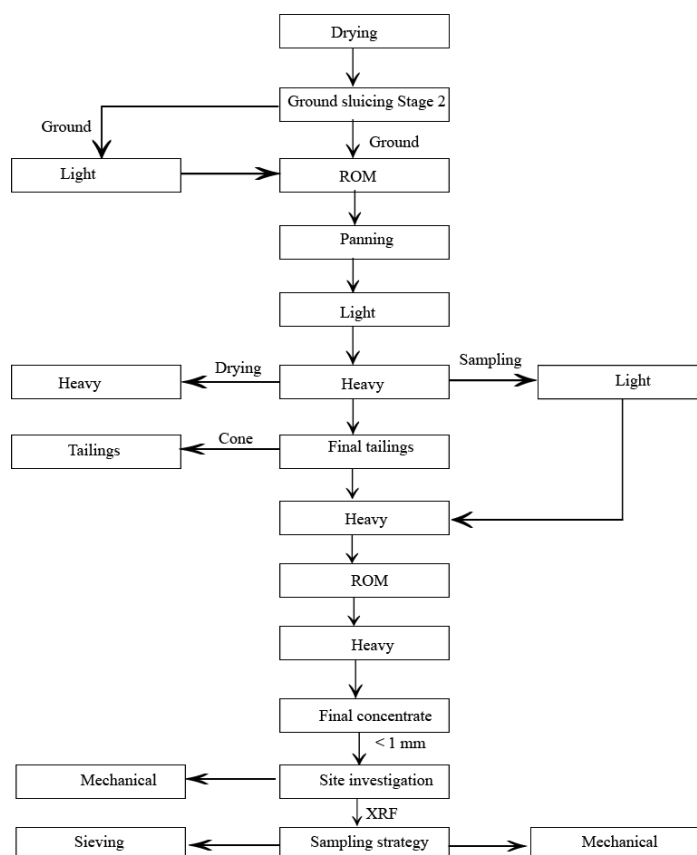 Drying
Ground sluicing Stage 2
Ground
Ground
Light
ROM
Panning
Light
Drying
Sampling
Heavy
Heavy
Light
Cone
Tailings
Final tailings
Heavy
ROM
Heavy
Final concentrate
< 1 mm
Mechanical
Site investigation
XRF
Sieving
Sampling strategy
Mechanical